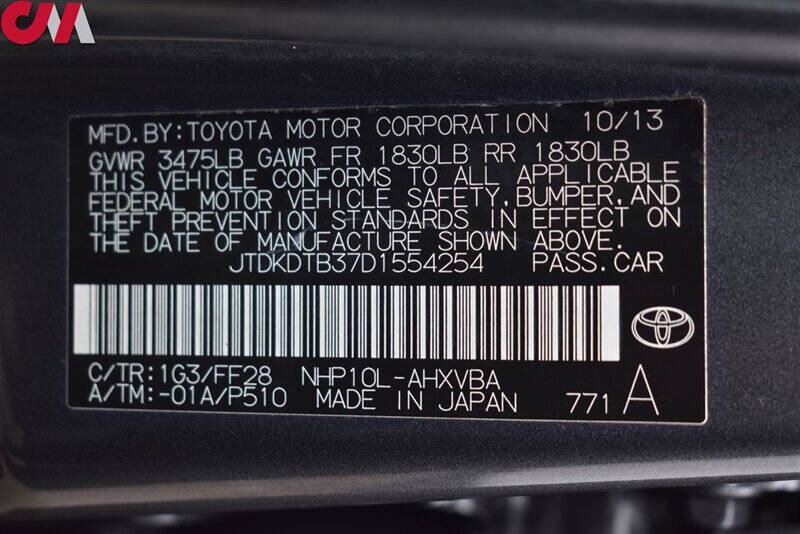 CM
MFD.BY:TOYOTA MOTOR CORPORATION 10/13
GVWR 3475LB GAWR FR 1830LB RR 1830LB
THIS VEHICLE CONFORMS TO ALL APPLICABLE
FEDERAL MOTOR VEHICLE SAFETY,BUMPER,AND
THEFT PREVENTION STANDARDS IN EFFECT ON
THE DATE OF MANUFACTURE SHOWN ABOVE.
JTDKDTB37D1554254 PASS.CAR
C/TR:1G3/FF28 NHP10L-AHXVBA
A/TM:-01A/P510 MADE IN JAPAN 771 A